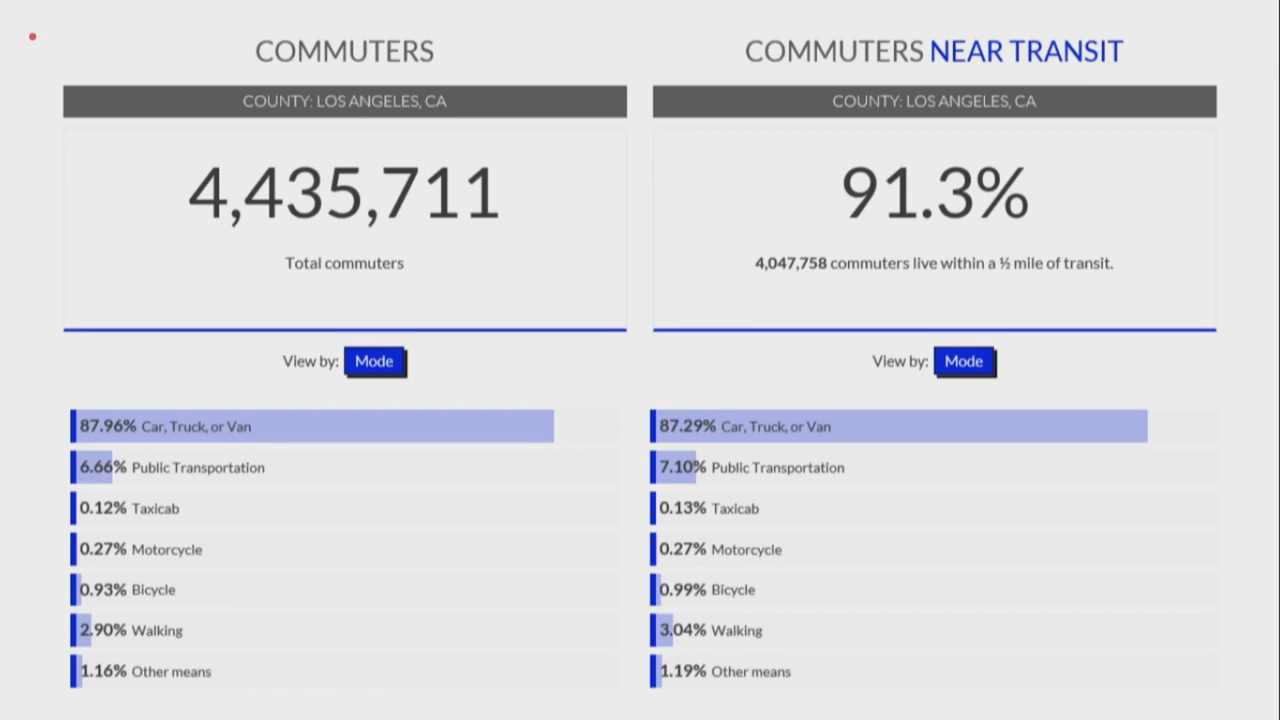 COMMUTERS
COUNTY: LOS ANGELES, CA
4,435,711
Total commuters
View by: Mode
87.96% Car, Truck, or Van
6.66% Public Transportation
0.12% Taxicab
0.27% Motorcycle
0.93% Bicycle
2.90% Walking
1.16% Other means
COMMUTERS NEAR TRANSIT
COUNTY: LOS ANGELES, CA
91.3%
4,047,758 commuters live within a ½ mile of transit.
View by: Mode
87.29% Car, Truck, or Van
7.10% Public Transportation
0.13% Taxicab
0.27% Motorcycle
0.99% Bicycle
3.04% Walking
1.19% Other means